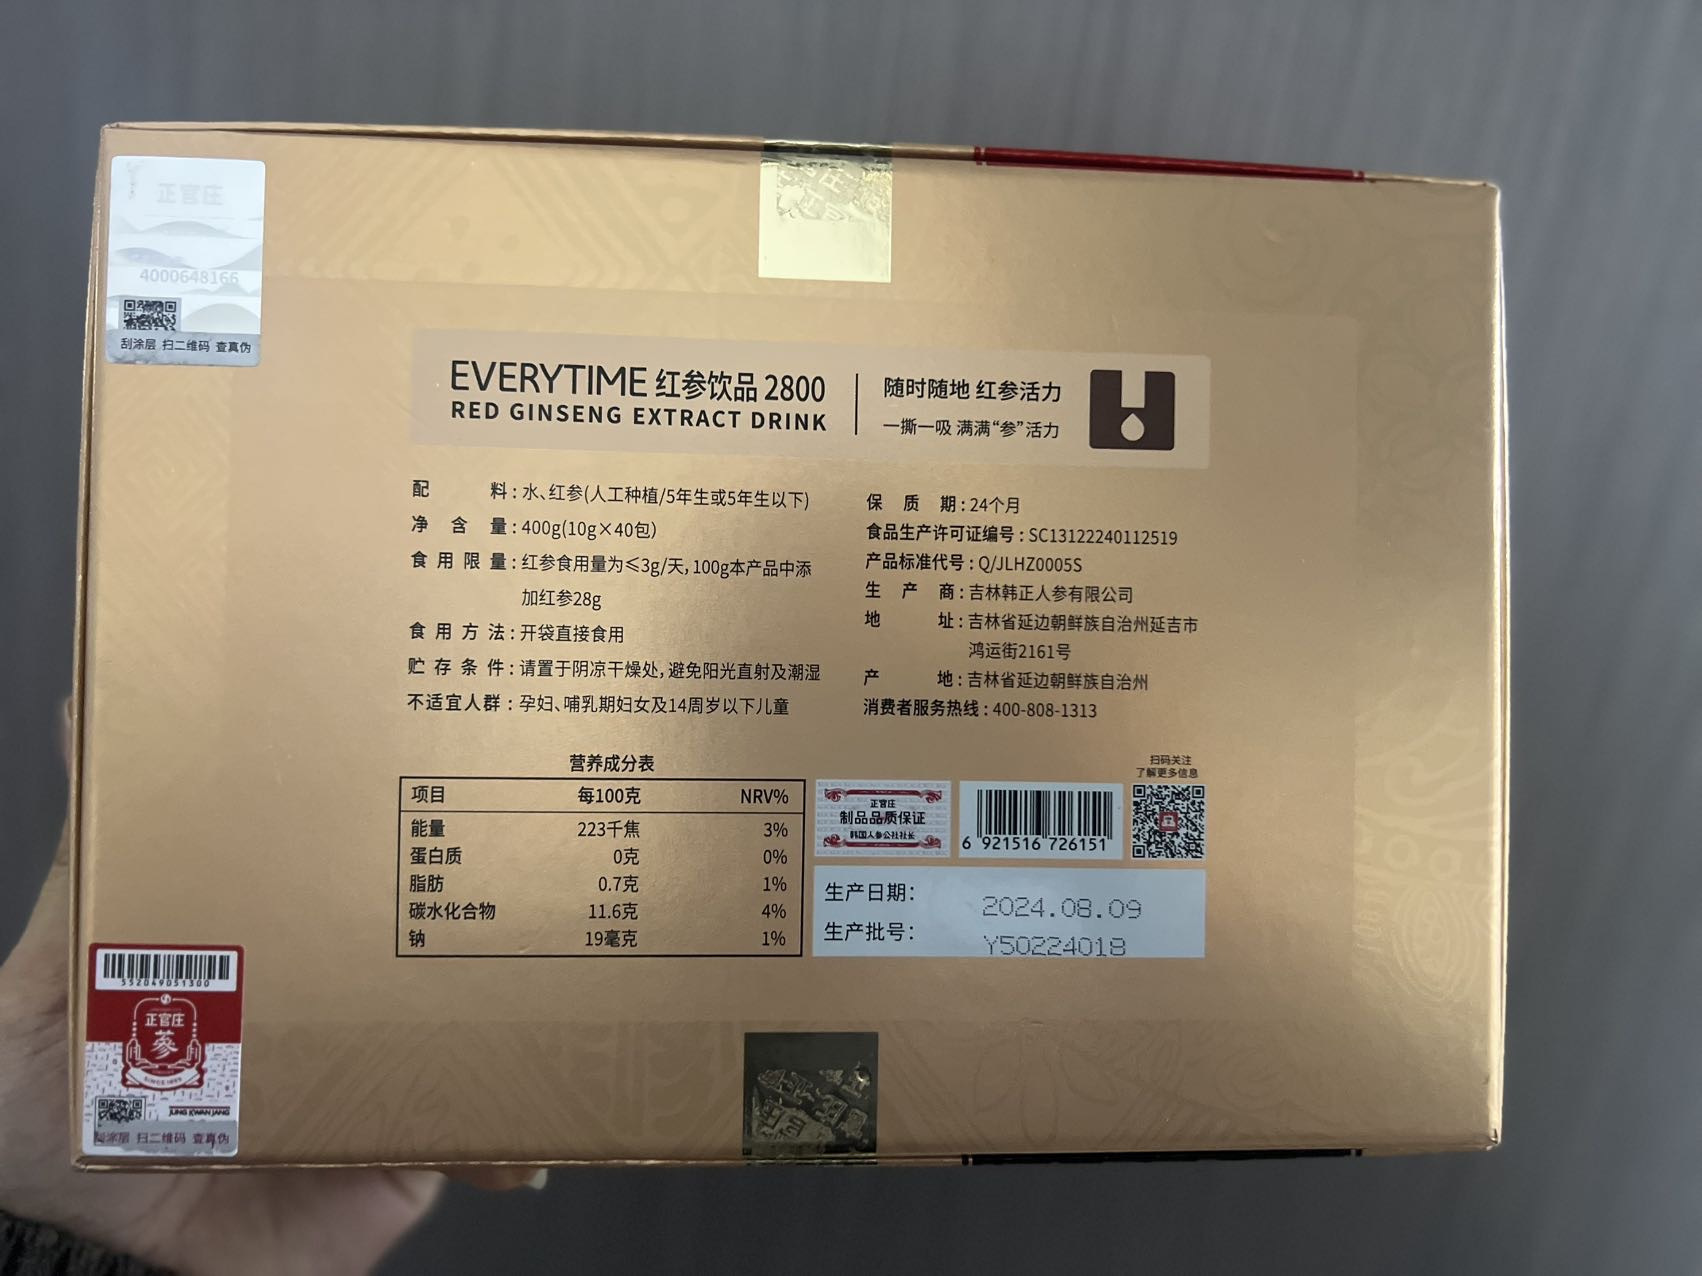 正官庄
4000648166
刮涂层 扫二维码 查真伪
EVERYTIME 红参饮品 2800
RED GINSENG EXTRACT DRINK
随时随地 红参活力
一撕一吸 满满“参”活力
配料：水、红参(人工种植/5年生或5年生以下)
净含量：400g(10g×40包)
食用限量：红参食用量为≤3g/天，100g本产品中添
加红参28g
食用方法：开袋直接食用
贮存条件：请置于阴凉干燥处，避免阳光直射及潮湿
不适宜人群：孕妇、哺乳期妇女及14周岁以下儿童
保质期：24个月
食品生产许可证编号：SC13122240112519
产品标准代号：Q/JLHZ0005S
生产商：吉林韩正人参有限公司
地址：吉林省延边朝鲜族自治州延吉市
鸿运街2161号
产地：吉林省延边朝鲜族自治州
消费者服务热线：400-808-1313
营养成分表
项目 每100克 NRV%
能量 223千焦 3%
蛋白质 0克 0%
脂肪 0.7克 1%
碳水化合物 11.6克 4%
钠 19毫克 1%
正官庄
制品品质保证
韩国人参公社社长
6 921516 726151
扫码关注
了解更多信息
生产日期： 2024.08.09
生产批号： Y50224018
552049051300
正官庄
蔘
SINCE 1899
JUNG KWAN JANG
刮涂层 扫二维码 查真伪